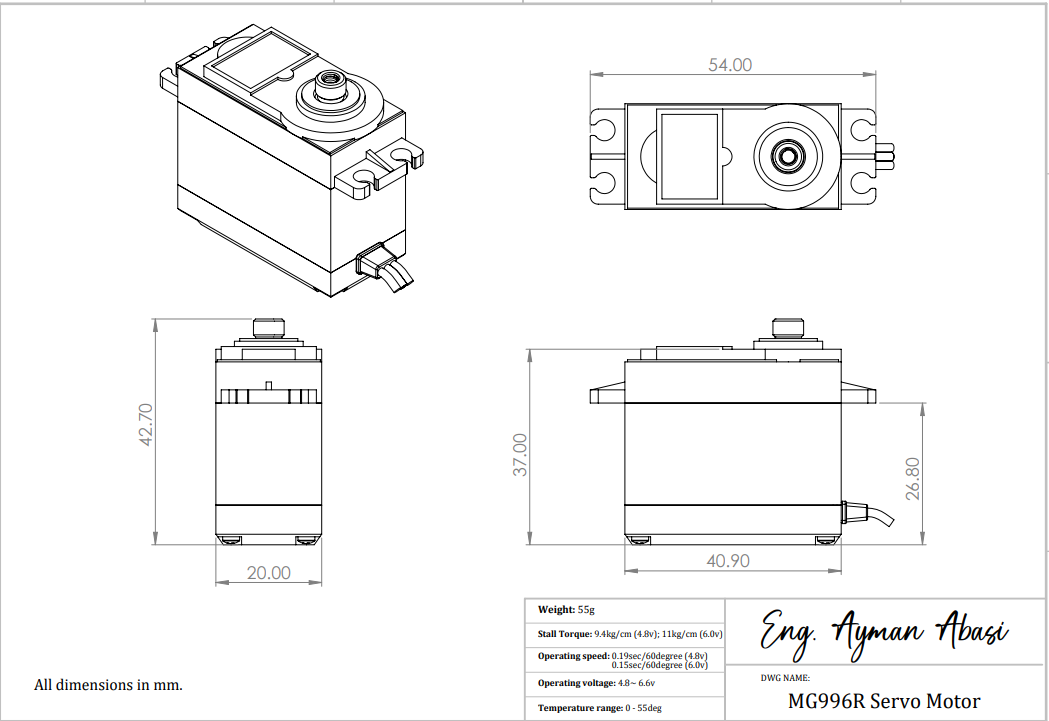 54.00
42.70
20.00
37.00
26.80
40.90
All dimensions in mm.
Weight: 55g
Stall Torque: 9.4kg/cm (4.8v); 11kg/cm (6.0v)
Operating speed: 0.19sec/60degree (4.8v)
0.15sec/60degree (6.0v)
Operating voltage: 4.8~ 6.6v
Temperature range: 0 - 55deg
Eng. Ayman Abasi
DWG NAME:
MG996R Servo Motor